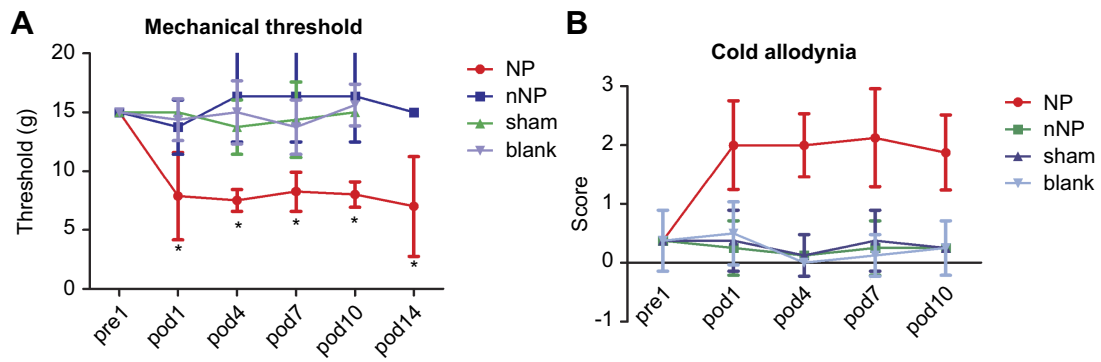 A
Mechanical threshold
Threshold (g)
20
15
10
5
0
*
*
*
*
*
pre1
pod1
pod4
pod7
pod10
pod14
NP
nNP
sham
blank
B
Cold allodynia
Score
3
2
1
0
-1
pre1
pod1
pod4
pod7
pod10
NP
nNP
sham
blank